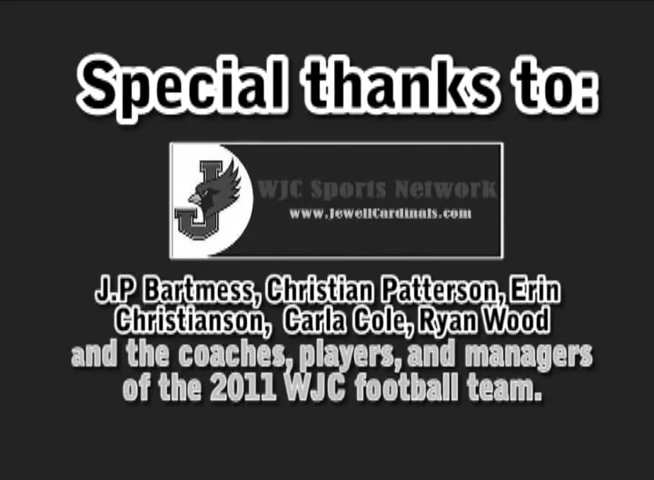 Special thanks to:
J
WJC Sports Network
www.JewellCardinals.com
J.P Bartmess, Christian Patterson, Erin
Christianson, Carla Cole, Ryan Wood
and the coaches, players, and managers
of the 2011 WJC football team.